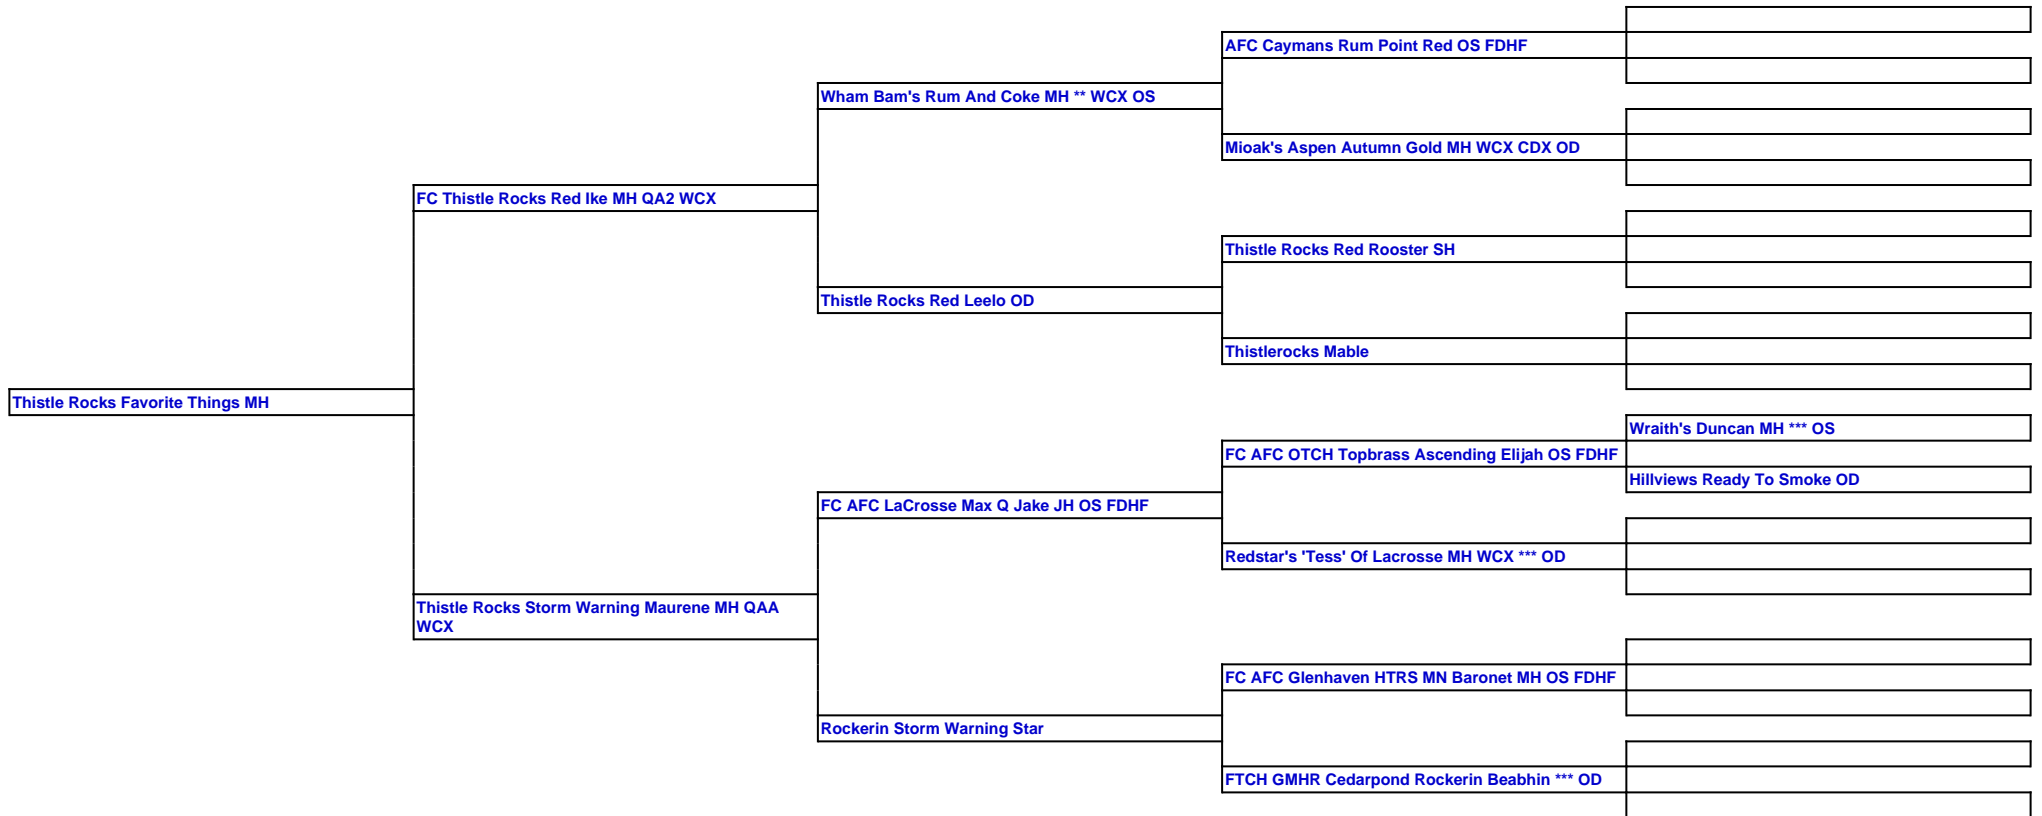 AFC Caymans Rum Point Red OS FDHF
Wham Bam's Rum And Coke MH ** WCX OS
Mioak's Aspen Autumn Gold MH WCX CDX OD
FC Thistle Rocks Red Ike MH QA2 WCX
Thistle Rocks Red Rooster SH
Thistle Rocks Red Leelo OD
Thistlerocks Mable
Thistle Rocks Favorite Things MH
Wraith's Duncan MH *** OS
FC AFC OTCH Topbrass Ascending Elijah OS FDHF
Hillviews Ready To Smoke OD
FC AFC LaCrosse Max Q Jake JH OS FDHF
Redstar's 'Tess' Of Lacrosse MH WCX *** OD
Thistle Rocks Storm Warning Maurene MH QAA
WCX
FC AFC Glenhaven HTRS MN Baronet MH OS FDHF
Rockerin Storm Warning Star
FTCH GMHR Cedarpond Rockerin Beabhin *** OD